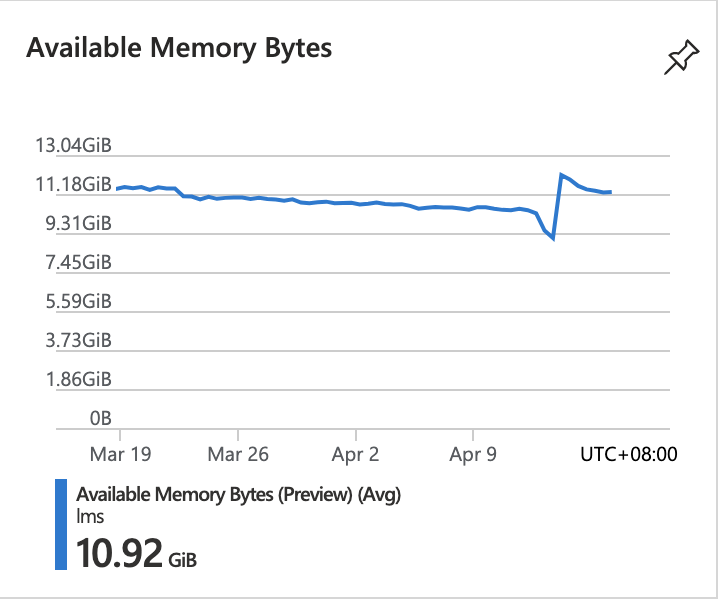 Available Memory Bytes
13.04GiB
11.18GiB
9.31GiB
7.45GiB
5.59GiB
3.73GiB
1.86GiB
0B
Mar 19 Mar 26 Apr 2 Apr 9 UTC+08:00
Available Memory Bytes (Preview) (Avg)
lms
10.92 GiB